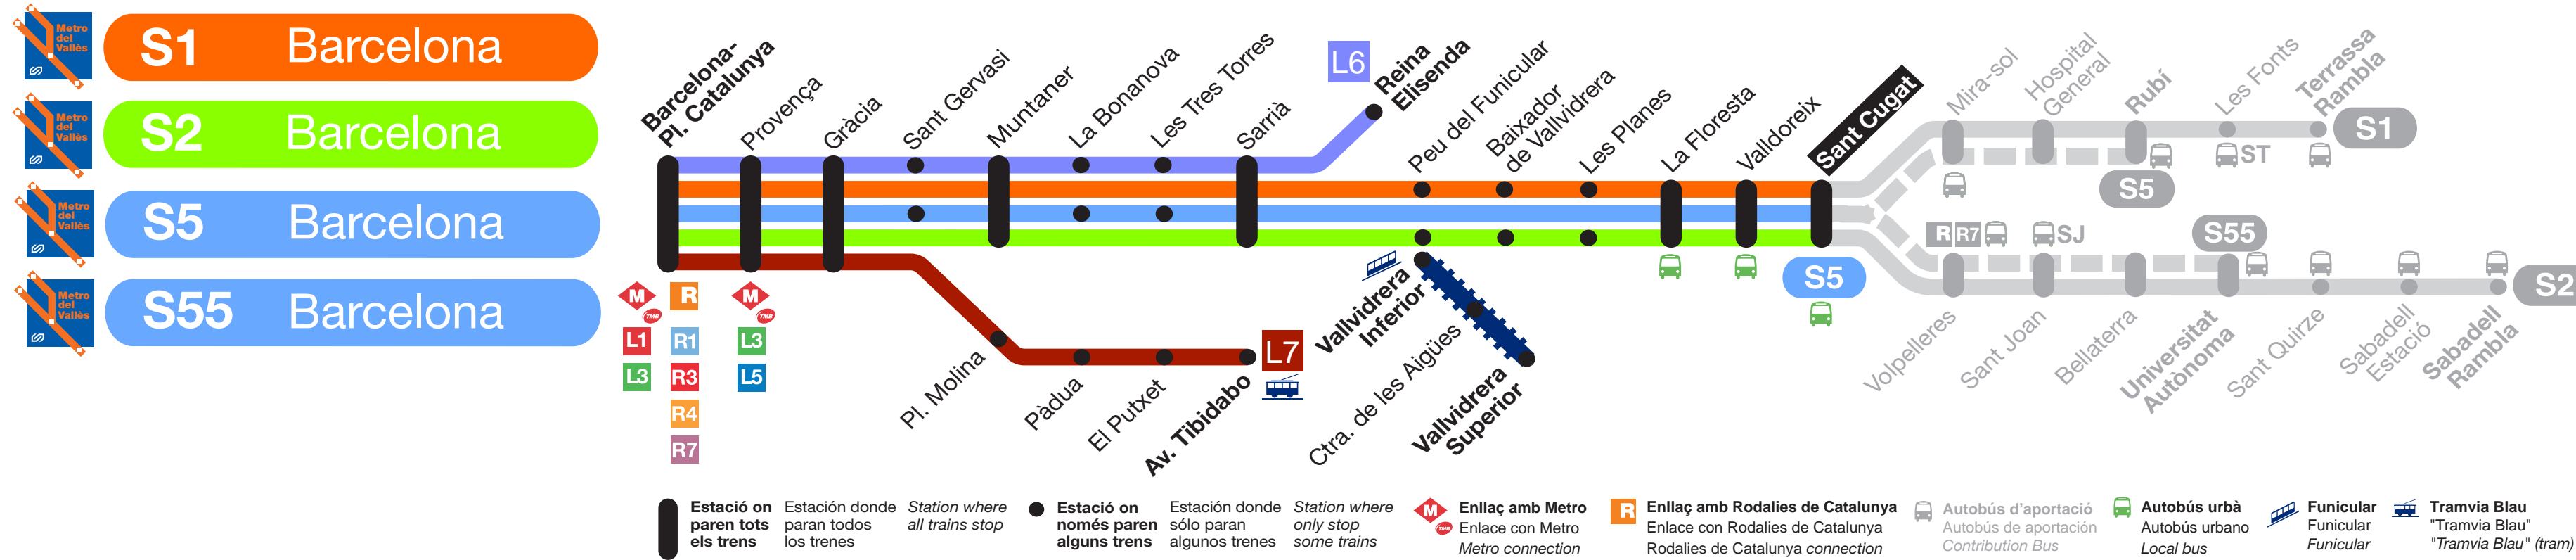 Metro
del
Vallès
S1 Barcelona
Metro
del
Vallès
S2 Barcelona
Metro
del
Vallès
S5 Barcelona
Metro
del
Vallès
S55 Barcelona
Barcelona-
Pl. Catalunya
Provença
Gràcia
Sant Gervasi
Muntaner
La Bonanova
Les Tres Torres
Sarrià
L6
Reina
Elisenda
Peu del Funicular
Baixador
de Vallvidrera
Les Planes
La Floresta
Valldoreix
Sant Cugat
Mira-sol
Hospital
General
Rubí
Les Fonts
Terrassa
Rambla
S1
ST
S5
S55
R R7
SJ
S5
S2
M
TMB
R
M
TMB
L1
R1
L3
L3
R3
L5
R4
R7
Pl. Molina
Pàdua
El Putxet
Av. Tibidabo
L7
Vallvidrera
Inferior
Ctra. de les Aigües
Vallvidrera
Superior
Volpelleres
Sant Joan
Bellaterra
Universitat
Autònoma
Sant Quirze
Sabadell
Estació
Sabadell
Rambla
Estació on
paren tots
els trens
Estación donde
paran todos
los trenes
Station where
all trains stop
Estació on
només paren
alguns trens
Estación donde
sólo paran
algunos trenes
Station where
only stop
some trains
M
TMB
Enllaç amb Metro
Enlace con Metro
Metro connection
R
Enllaç amb Rodalies de Catalunya
Enlace con Rodalies de Catalunya
Rodalies de Catalunya connection
Autobús d'aportació
Autobús de aportación
Contribution Bus
Autobús urbà
Autobús urbano
Local bus
Funicular
Funicular
Funicular
Tramvia Blau
"Tramvia Blau"
"Tramvia Blau" (tram)